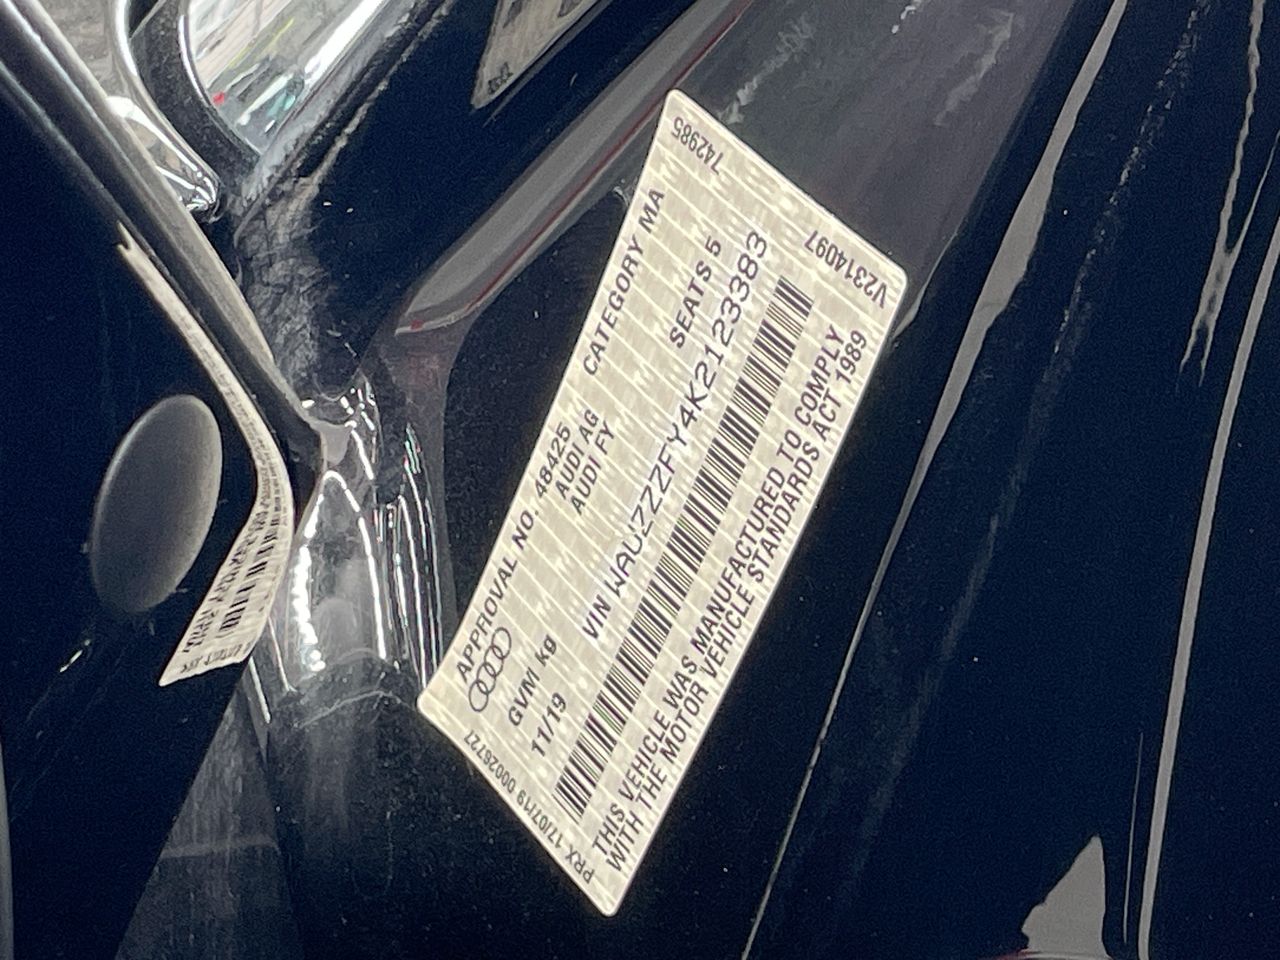 742985
V2314097
APPROVAL NO. 48425 CATEGORY MA
AUDI AG
AUDI FY SEATS 5
GVM kg
11/19 VIN WAUZZZFY4K2123383
THIS VEHICLE WAS MANUFACTURED TO COMPLY
WITH THE MOTOR VEHICLE STANDARDS ACT 1989
PRX 17/07/19 00026727